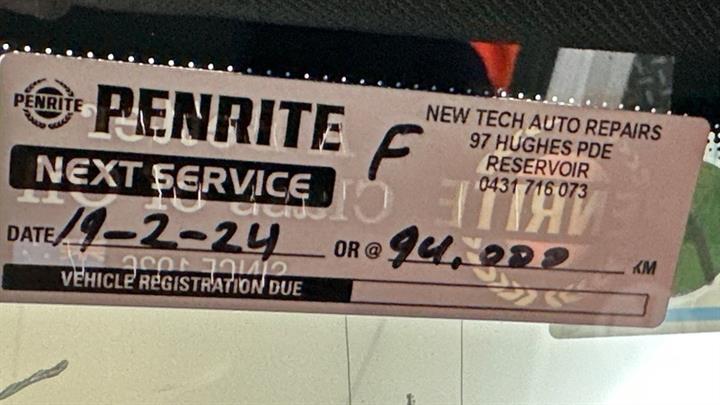 PENRITE PENRITE
NEXT SERVICE
F
NEW TECH AUTO REPAIRS
97 HUGHES PDE
RESERVOIR
0431 716 073
DATE 19-2-24 OR @ 94,000 KM
VEHICLE REGISTRATION DUE